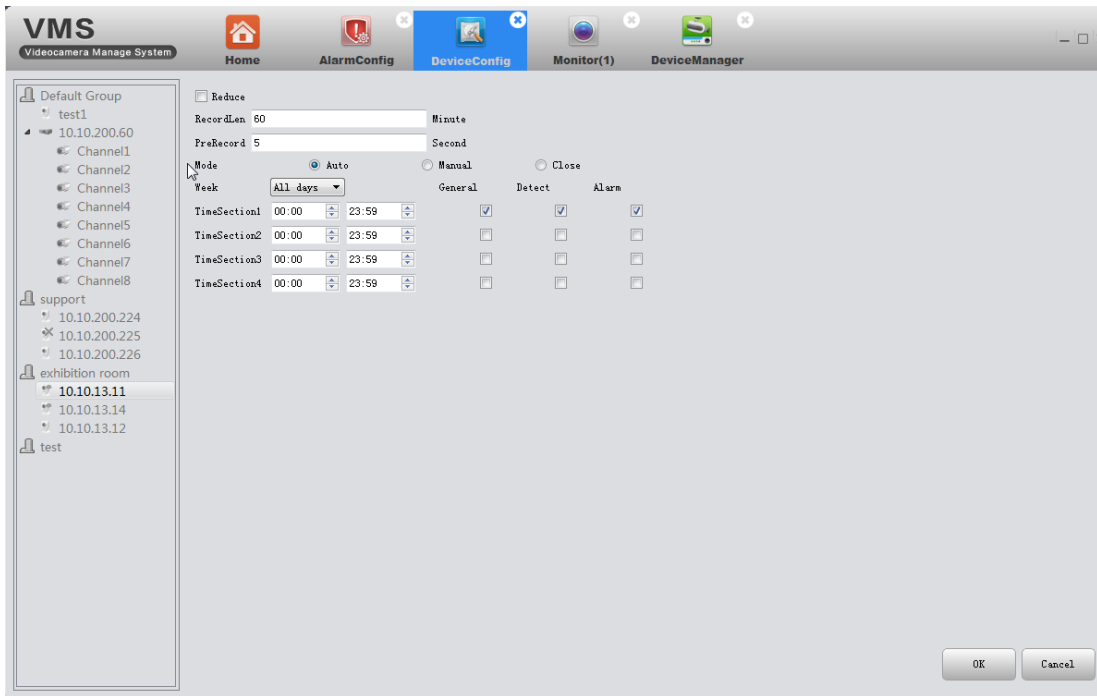 VMS
Videocamera Manage System
Home
AlarmConfig
DeviceConfig
Monitor(1)
DeviceManager
Default Group
test1
10.10.200.60
Channel1
Channel2
Channel3
Channel4
Channel5
Channel6
Channel7
Channel8
support
10.10.200.224
10.10.200.225
10.10.200.226
exhibition room
10.10.13.11
10.10.13.14
10.10.13.12
test
Reduce
RecordLen 60 Minute
PreRecord 5 Second
Mode Auto Manual Close
Week All days General Detect Alarm
TimeSection1 00:00 23:59
TimeSection2 00:00 23:59
TimeSection3 00:00 23:59
TimeSection4 00:00 23:59
OK Cancel